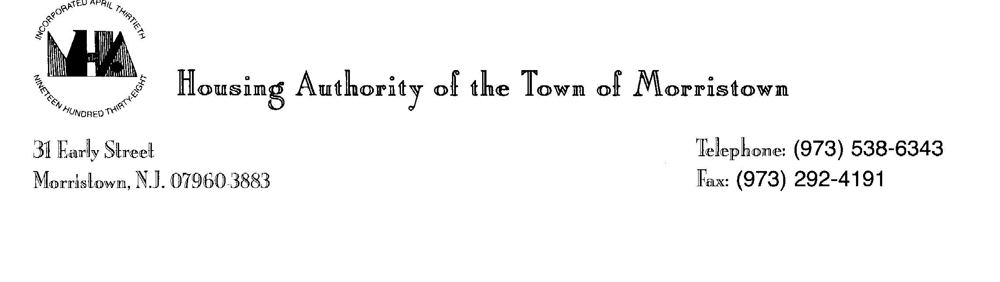 INCORPORATED APRIL THIRTIETH
MHA
NINETEEN HUNDRED THIRTY-EIGHT
Housing Authority of the Town of Morristown
31 Early Street
Morristown, N.J. 07960-3883
Telephone: (973) 538-6343
Fax: (973) 292-4191